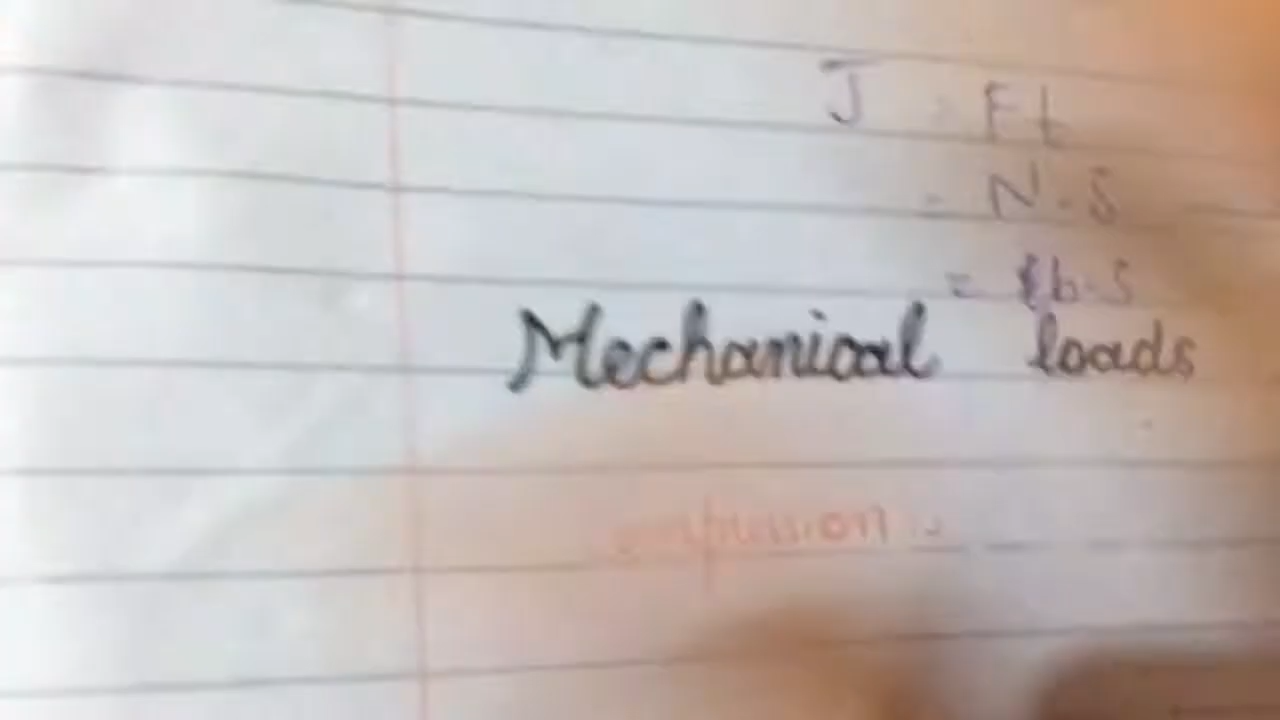 J = Ft
= N-S
= lb-S
Mechanical loads